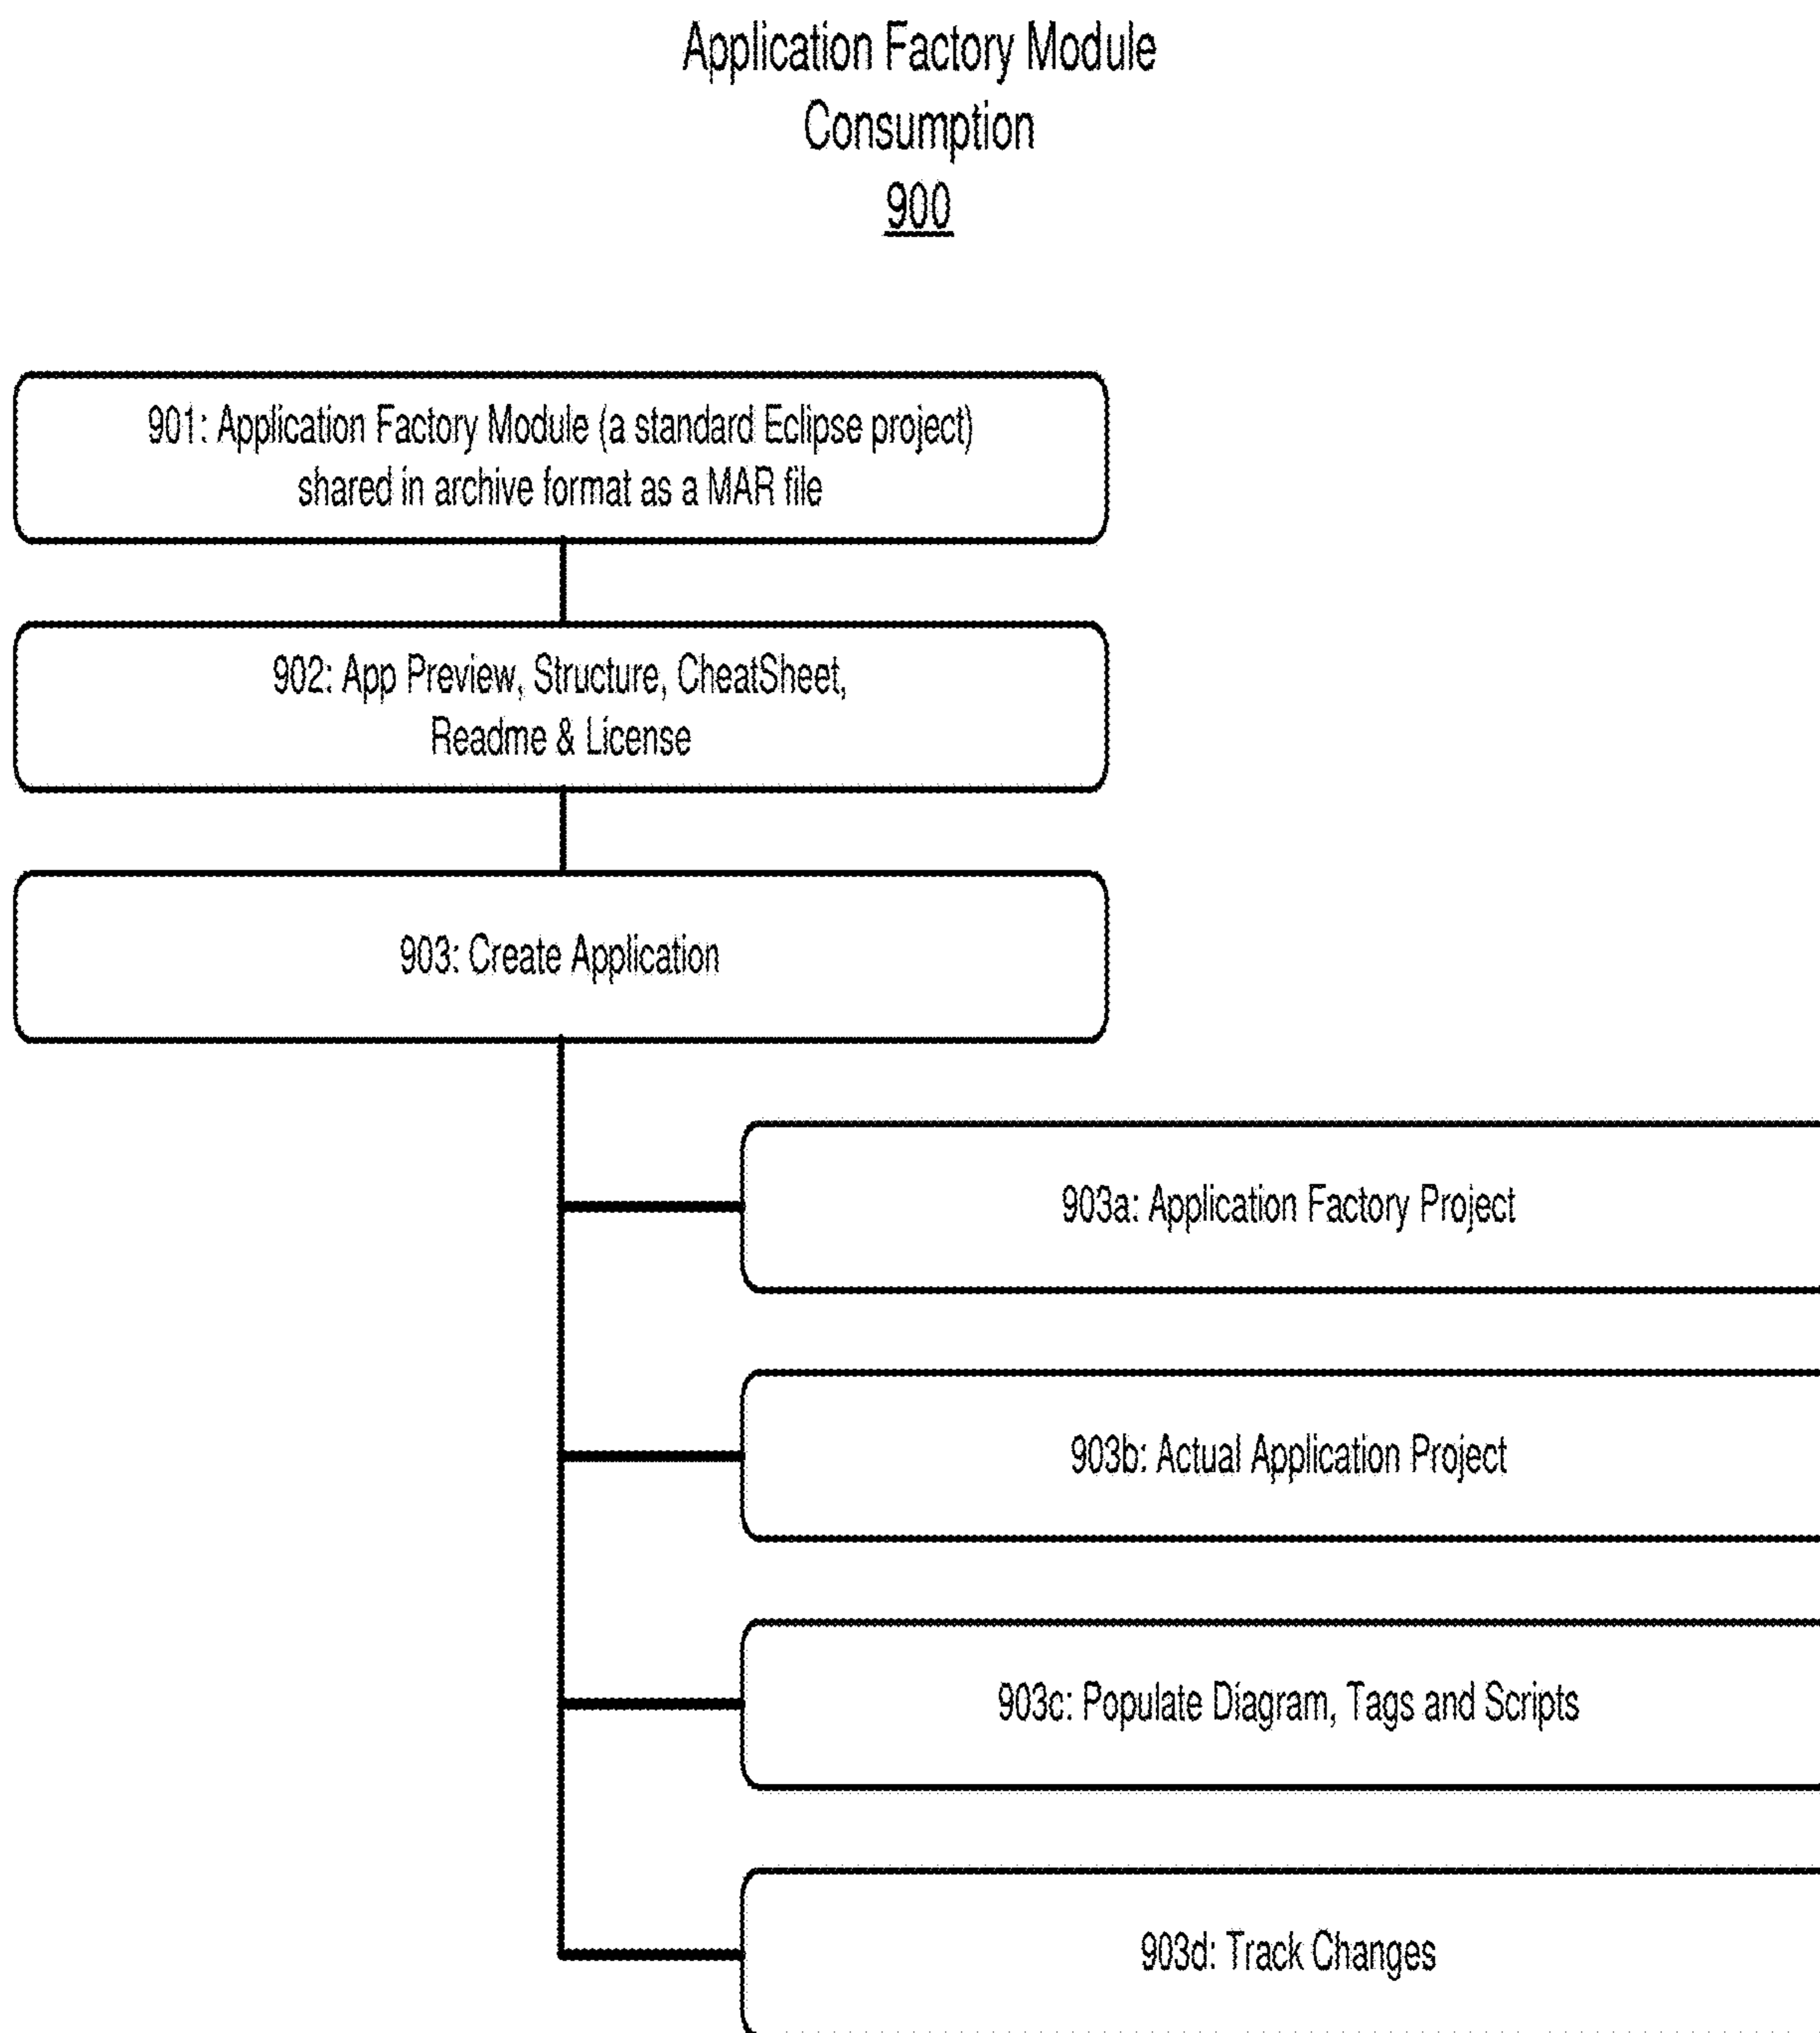 Application Factory Module
Consumption
900
901: Application Factory Module (a standard Eclipse project)
shared in archive format as a MAR file
902: App Preview, Structure, CheatSheet,
Readme & License
903: Create Application
903a: Application Factory Project
903b: Actual Application Project
903c: Populate Diagram, Tags and Scripts
903d: Track Changes